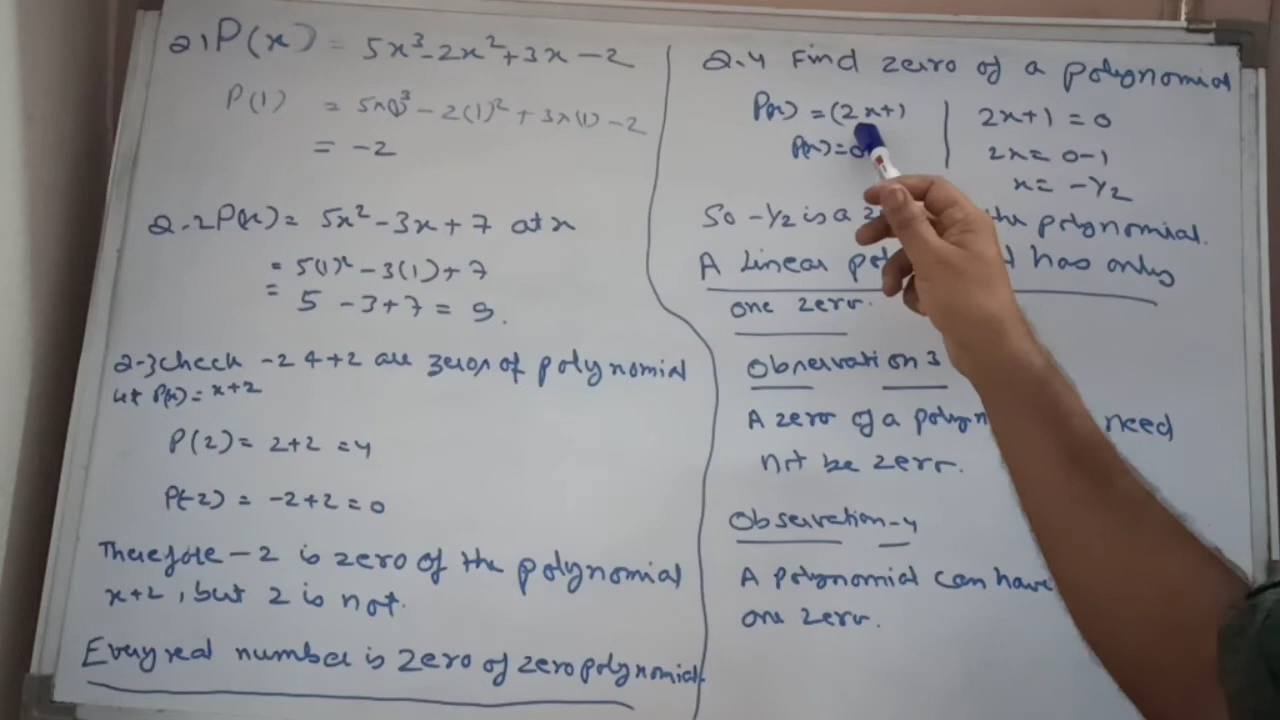 Q1 P(x) = 5x³-2x²+3x-2
P(1) = 5x(1)³ - 2(1)² + 3x(1) - 2
= -2
Q.2 P(x) = 5x² - 3x + 7 at x
= 5(1)² - 3(1) + 7
= 5 - 3 + 7 = 9.
Q-3 check -2 & +2 are zeros of polynomial
let P(x) = x+2
P(2) = 2+2 = 4
P(-2) = -2+2 = 0
Therefore -2 is zero of the polynomial
x+2, but 2 is not.
Every real number is zero of zero polynomial.
Q.4 Find zero of a polynomial
P(x) = (2x+1)
P(x) = 0
2x+1 = 0
2x = 0-1
x = -1/2
So -1/2 is a the polynomial.
A Linear has only
one zero.
Observation 3
A zero of a need
not be zero.
Observation-4
A polynomial can have
one zero.